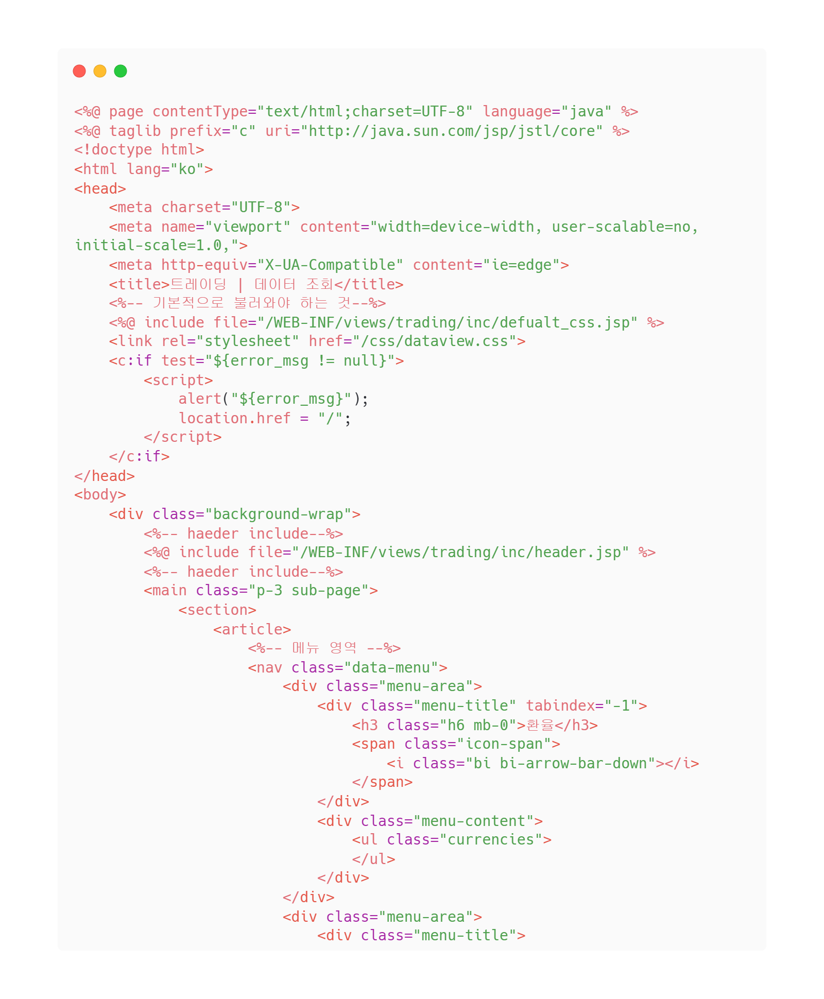 <%@ page contentType="text/html;charset=UTF-8" language="java" %>
<%@ taglib prefix="c" uri="http://java.sun.com/jsp/jstl/core" %>
<!doctype html>
<html lang="ko">
<head>
    <meta charset="UTF-8">
    <meta name="viewport" content="width=device-width, user-scalable=no,
initial-scale=1.0,">
    <meta http-equiv="X-UA-Compatible" content="ie=edge">
    <title>트레이딩 | 데이터 조회</title>
    <%-- 기본적으로 불러와야 하는 것--%>
    <%@ include file="/WEB-INF/views/trading/inc/defualt_css.jsp" %>
    <link rel="stylesheet" href="/css/dataview.css">
    <c:if test="${error_msg != null}">
        <script>
            alert("${error_msg}");
            location.href = "/";
        </script>
    </c:if>
</head>
<body>
    <div class="background-wrap">
        <%-- haeder include--%>
        <%@ include file="/WEB-INF/views/trading/inc/header.jsp" %>
        <%-- haeder include--%>
        <main class="p-3 sub-page">
            <section>
                <article>
                    <%-- 메뉴 영역 --%>
                    <nav class="data-menu">
                        <div class="menu-area">
                            <div class="menu-title" tabindex="-1">
                                <h3 class="h6 mb-0">환율</h3>
                                <span class="icon-span">
                                    <i class="bi bi-arrow-bar-down"></i>
                                </span>
                            </div>
                            <div class="menu-content">
                                <ul class="currencies">
                                </ul>
                            </div>
                        </div>
                        <div class="menu-area">
                            <div class="menu-title">